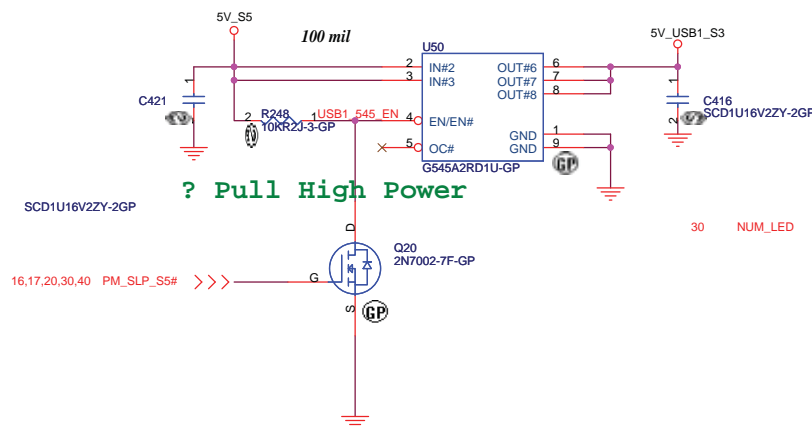 5V_S5
100 mil
U50
5V_USB1_S3
2 IN#2 OUT#6 6
3 IN#3 OUT#7 7
OUT#8 8
1
C421
2
R248
2 1 USB1_545_EN
10KR2J-3-GP
4 EN/EN#
5 OC#
GND 1
GND 9
G545A2RD1U-GP
GP
1
C416
SCD1U16V2ZY-2GP
2
? Pull High Power
SCD1U16V2ZY-2GP
30 NUM_LED
D
Q20
2N7002-7F-GP
16,17,20,30,40 PM_SLP_S5#
G
S
GP